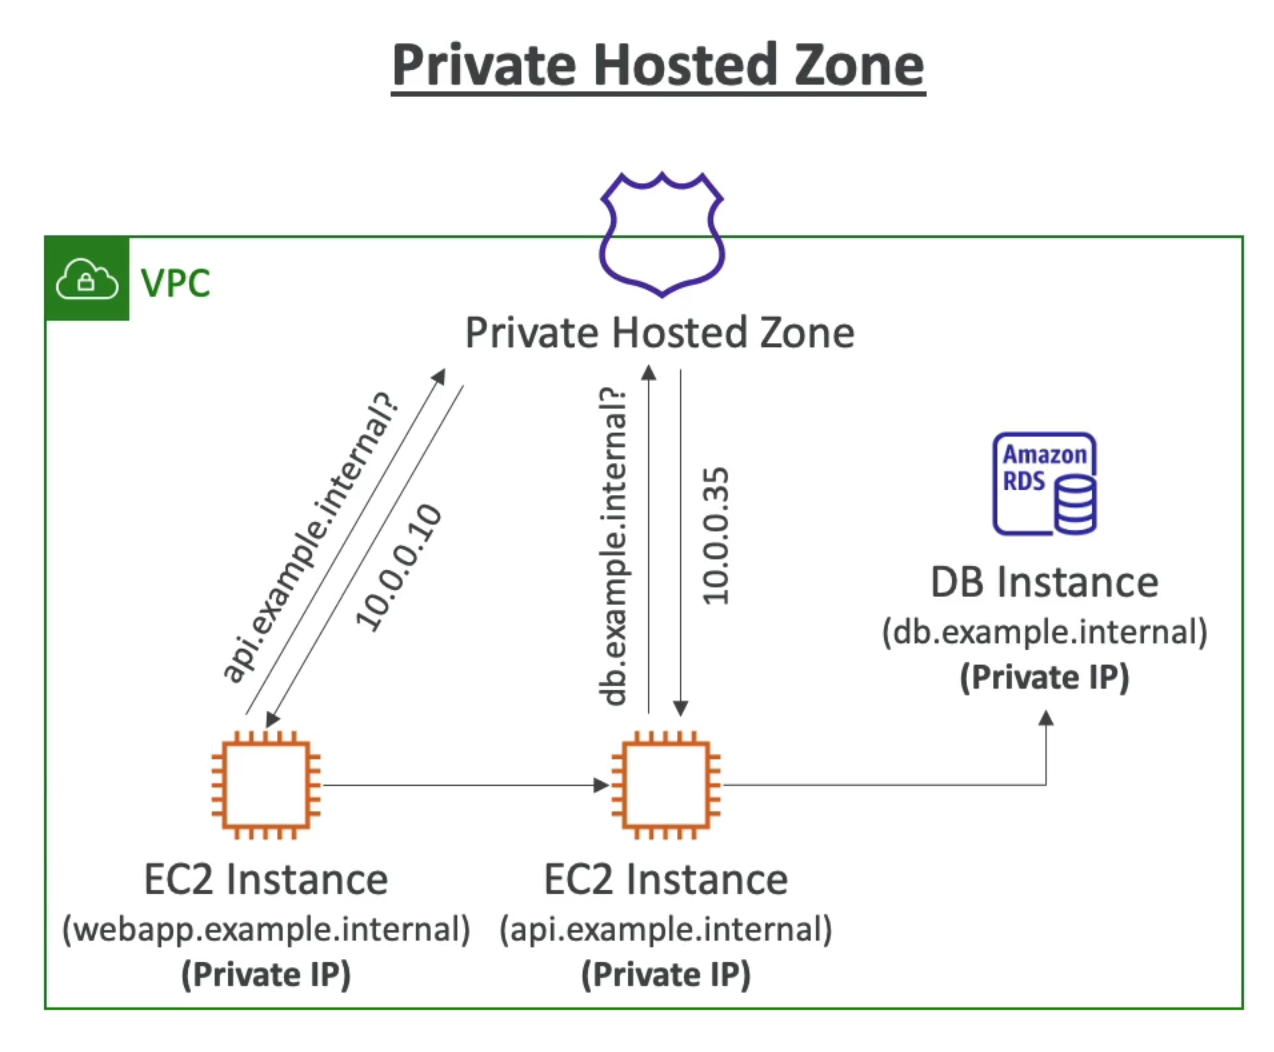 Private Hosted Zone
VPC
Private Hosted Zone
api.example.internal?
10.0.0.10
db.example.internal?
10.0.0.35
Amazon
RDS
DB Instance
(db.example.internal)
(Private IP)
EC2 Instance
(webapp.example.internal)
(Private IP)
EC2 Instance
(api.example.internal)
(Private IP)